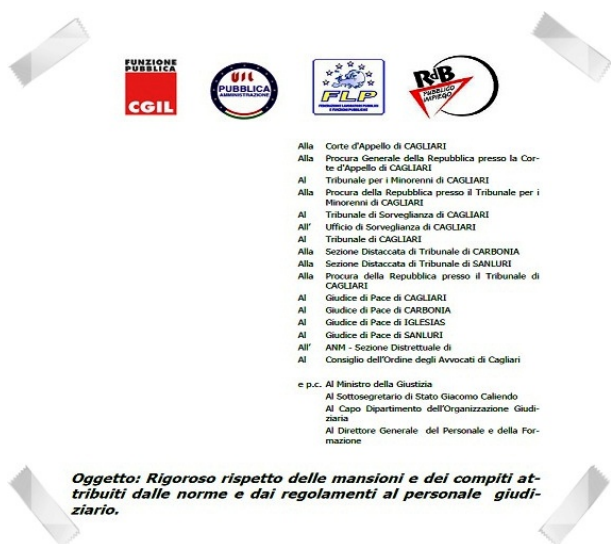 FUNZIONE
PUBBLICA
CGIL
UIL
PUBBLICA
AMMINISTRAZIONE
FLP
FEDERAZIONE LAVORATORI PUBBLICI
E FUNZIONI PUBBLICHE
RdB
PUBBLICO
IMPIEGO
Alla Corte d'Appello di CAGLIARI
Alla Procura Generale della Repubblica presso la Cor-
te d'Appello di CAGLIARI
Al Tribunale per i Minorenni di CAGLIARI
Alla Procura della Repubblica presso il Tribunale per i
Minorenni di CAGLIARI
Al Tribunale di Sorveglianza di CAGLIARI
All' Ufficio di Sorveglianza di CAGLIARI
Al Tribunale di CAGLIARI
Alla Sezione Distaccata di Tribunale di CARBONIA
Alla Sezione Distaccata di Tribunale di SANLURI
Alla Procura della Repubblica presso il Tribunale di
CAGLIARI
Al Giudice di Pace di CAGLIARI
Al Giudice di Pace di CARBONIA
Al Giudice di Pace di IGLESIAS
Al Giudice di Pace di SANLURI
All' ANM - Sezione Distrettuale di
Al Consiglio dell'Ordine degli Avvocati di Cagliari
e p.c. Al Ministro della Giustizia
Al Sottosegretario di Stato Giacomo Caliendo
Al Capo Dipartimento dell'Organizzazione Giudi-
ziaria
Al Direttore Generale del Personale e della For-
mazione
Oggetto: Rigoroso rispetto delle mansioni e dei compiti at-
tribuiti dalle norme e dai regolamenti al personale giudi-
ziario.